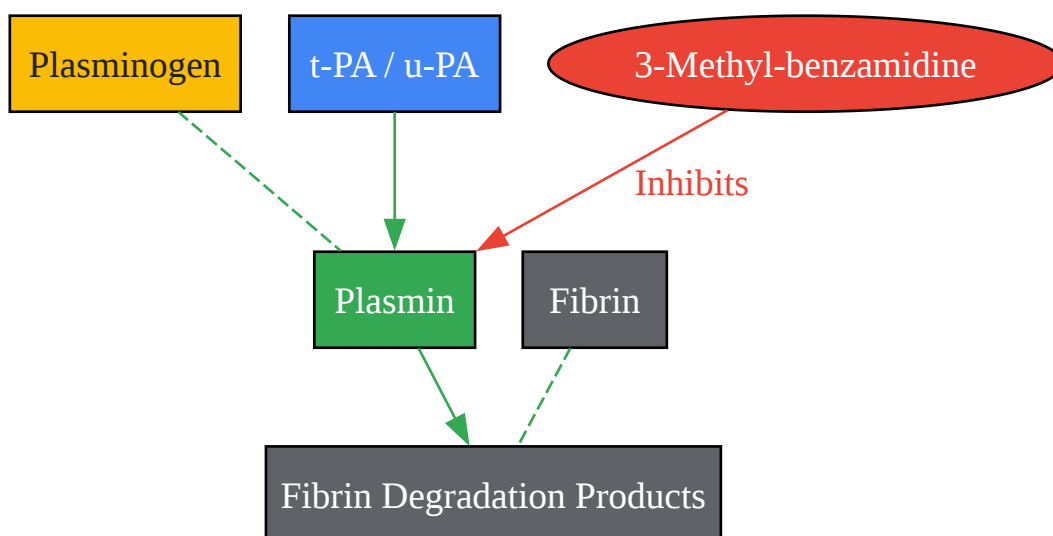 Plasminogen
t-PA / u-PA
3-Methyl-benzamidine
Inhibits
Plasmin
Fibrin
Fibrin Degradation Products